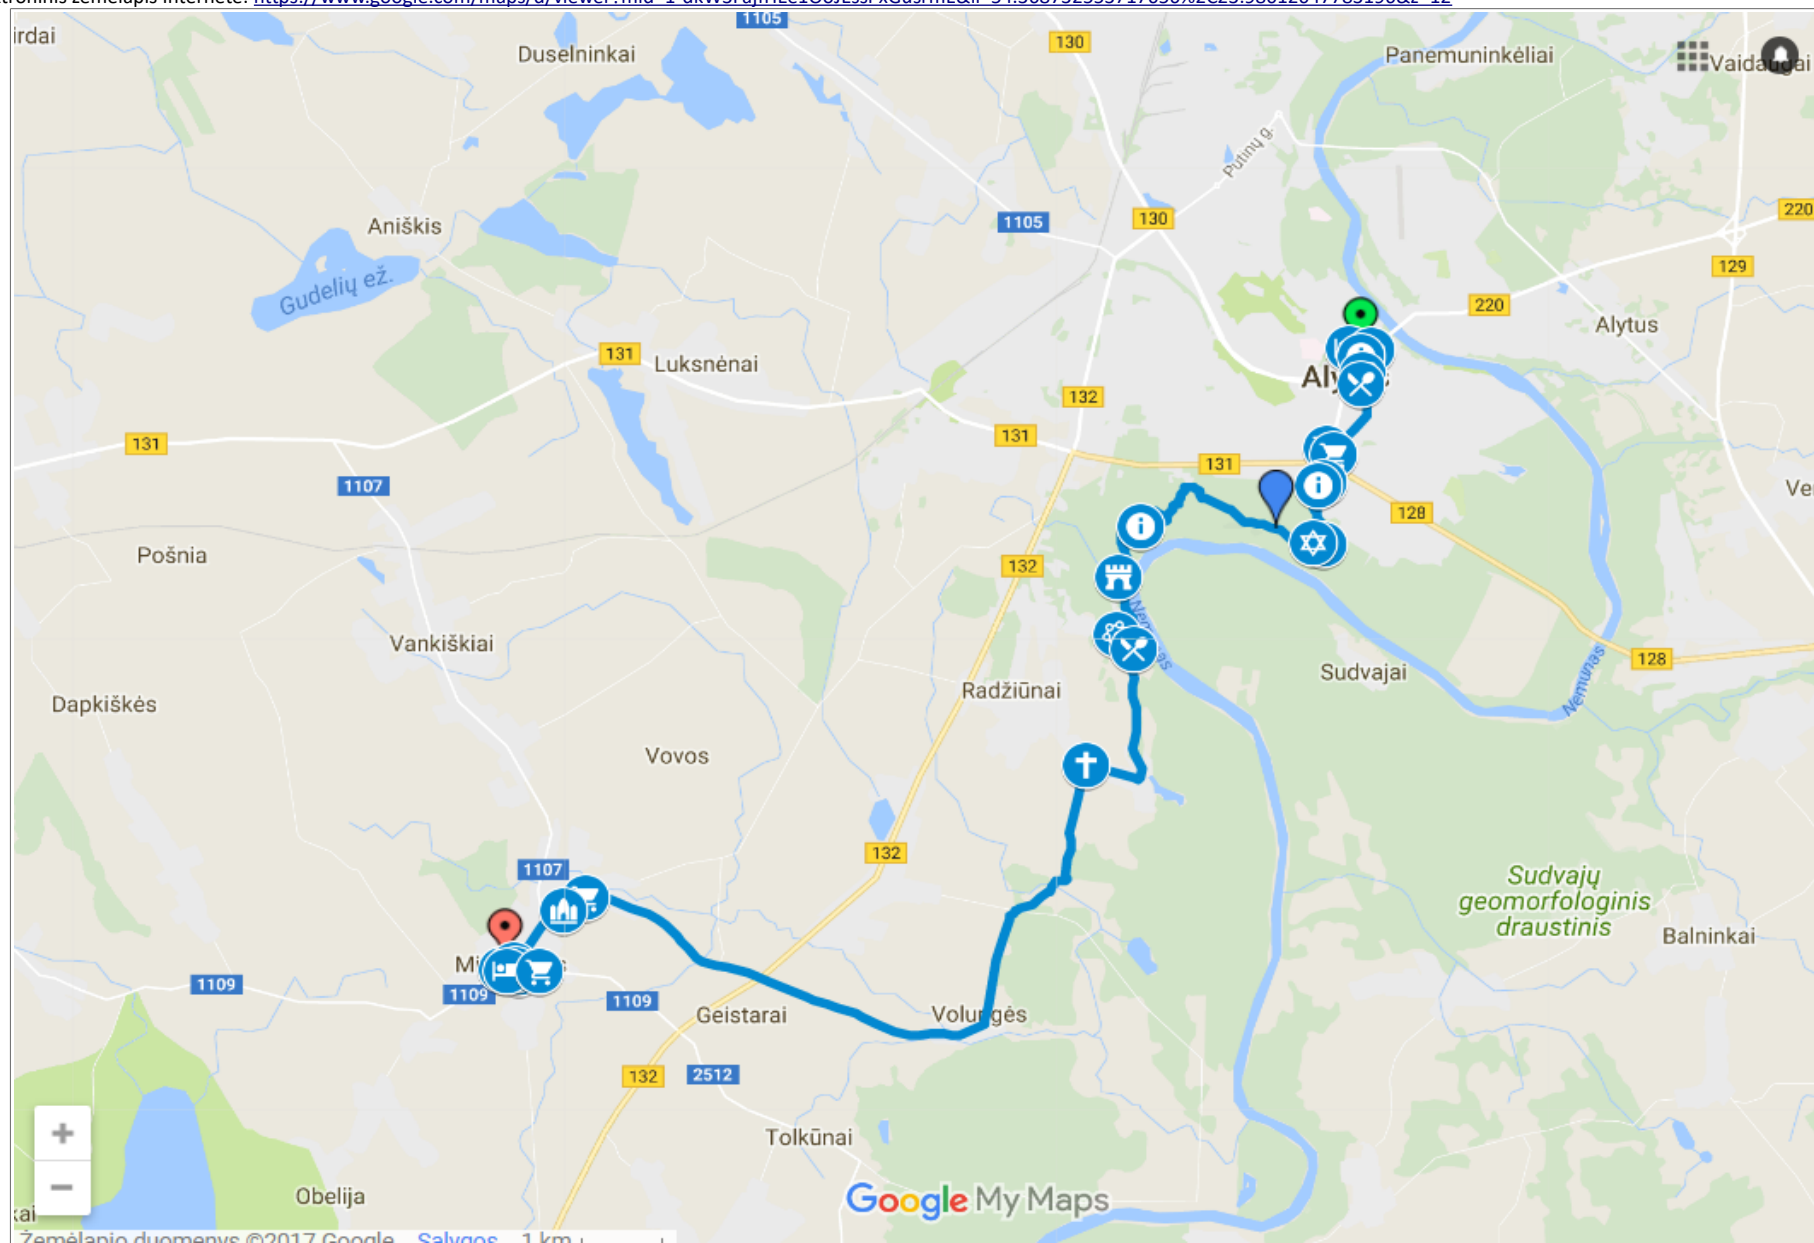 1105
irdai
Duselninkai
130
Panemuninkėliai
Vaidaugai
Putinų g.
Aniškis
1105
130
220
129
Gudelių ež.
220
Alytus
131
Luksnėnai
132
131
131
131
1107
128
Pošnia
132
Nemunas
Vankiškiai
Sudvajai
128
Nemunas
Dapkiškės
Radžiūnai
Vovos
132
1107
Sudvajų
geomorfologinis
draustinis
Balninkai
1109
1109
1109
Geistarai
Volungės
132
2512
+
Tolkūnai
−
Obelija
Google My Maps
kai
Žemėlapio duomenys ©2017 Google Sąlygos 1 km